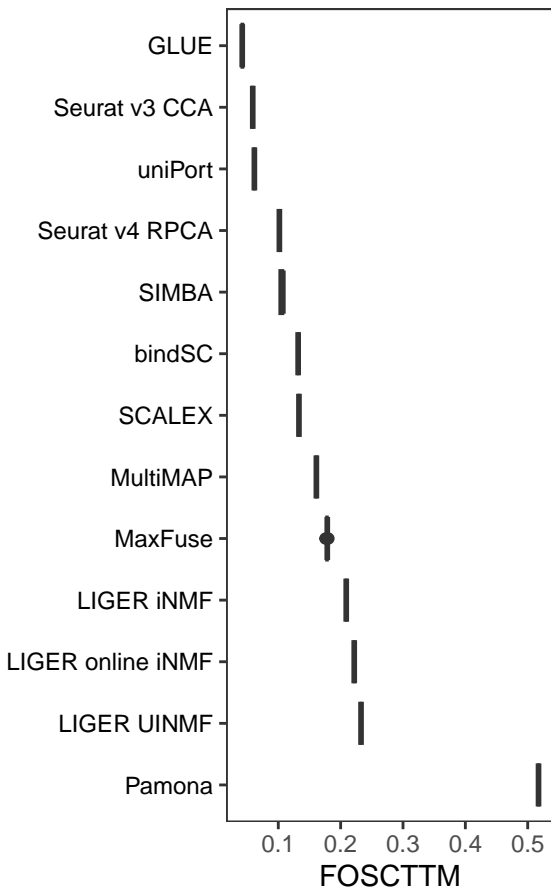 GLUE
Seurat v3 CCA
uniPort
Seurat v4 RPCA
SIMBA
bindSC
SCALEX
MultiMAP
MaxFuse
LIGER iNMF
LIGER online iNMF
LIGER UINMF
Pamona
0.1 0.2 0.3 0.4 0.5
FOSCTTM